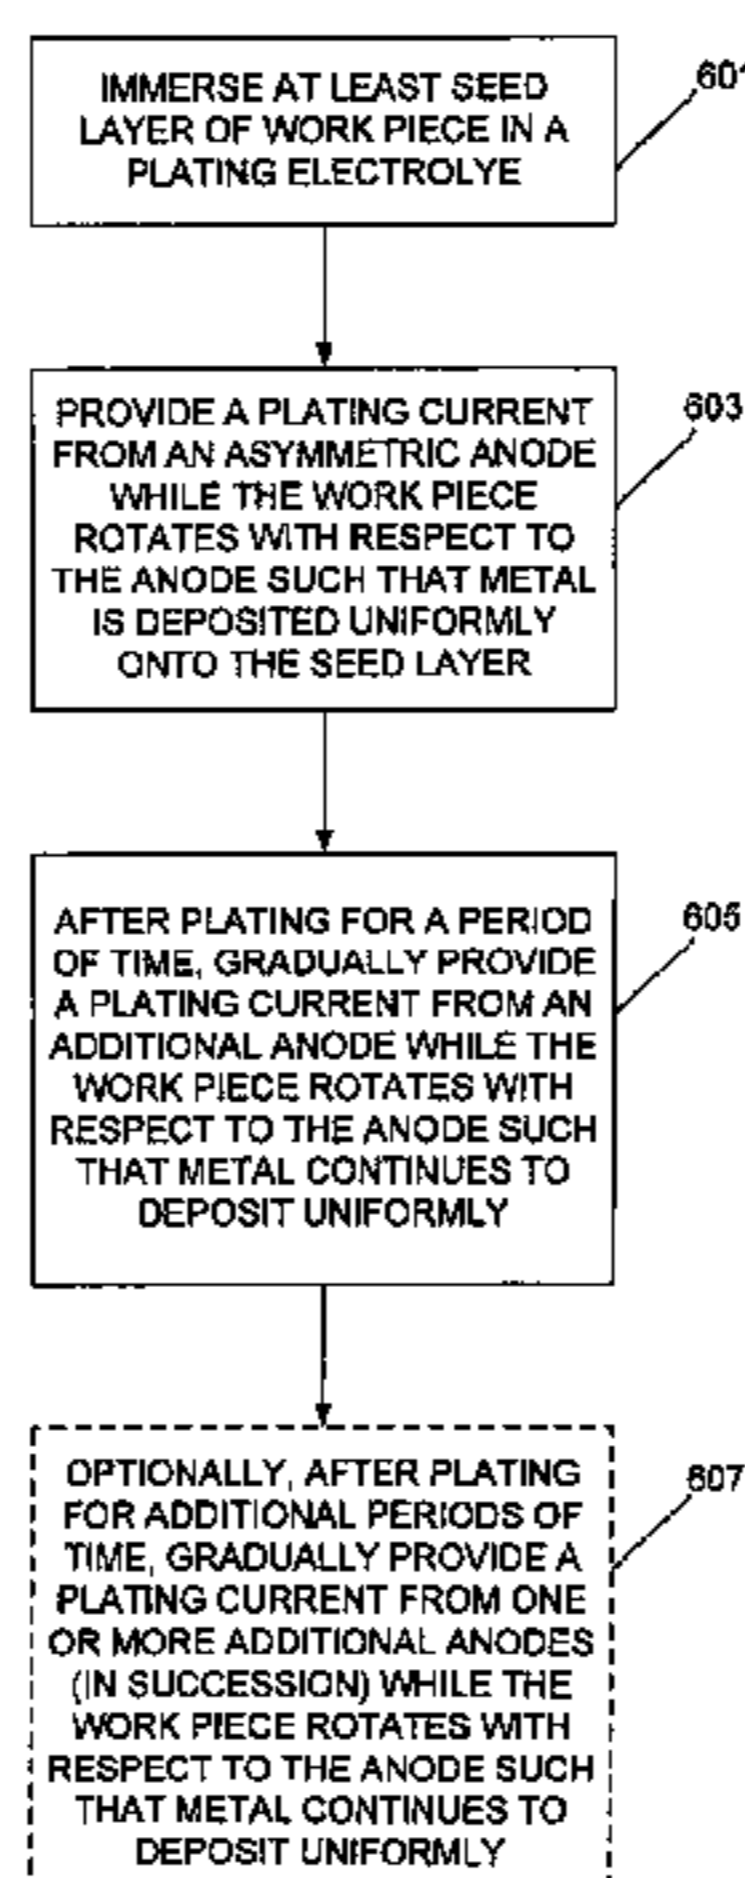 IMMERSE AT LEAST SEED
LAYER OF WORK PIECE IN A
PLATING ELECTROLYE
601
PROVIDE A PLATING CURRENT
FROM AN ASYMMETRIC ANODE
WHILE THE WORK PIECE
ROTATES WITH RESPECT TO
THE ANODE SUCH THAT METAL
IS DEPOSITED UNIFORMLY
ONTO THE SEED LAYER
603
AFTER PLATING FOR A PERIOD
OF TIME, GRADUALLY PROVIDE
A PLATING CURRENT FROM AN
ADDITIONAL ANODE WHILE THE
WORK PIECE ROTATES WITH
RESPECT TO THE ANODE SUCH
THAT METAL CONTINUES TO
DEPOSIT UNIFORMLY
605
OPTIONALLY, AFTER PLATING
FOR ADDITIONAL PERIODS OF
TIME, GRADUALLY PROVIDE A
PLATING CURRENT FROM ONE
OR MORE ADDITIONAL ANODES
(IN SUCCESSION) WHILE THE
WORK PIECE ROTATES WITH
RESPECT TO THE ANODE SUCH
THAT METAL CONTINUES TO
DEPOSIT UNIFORMLY
607